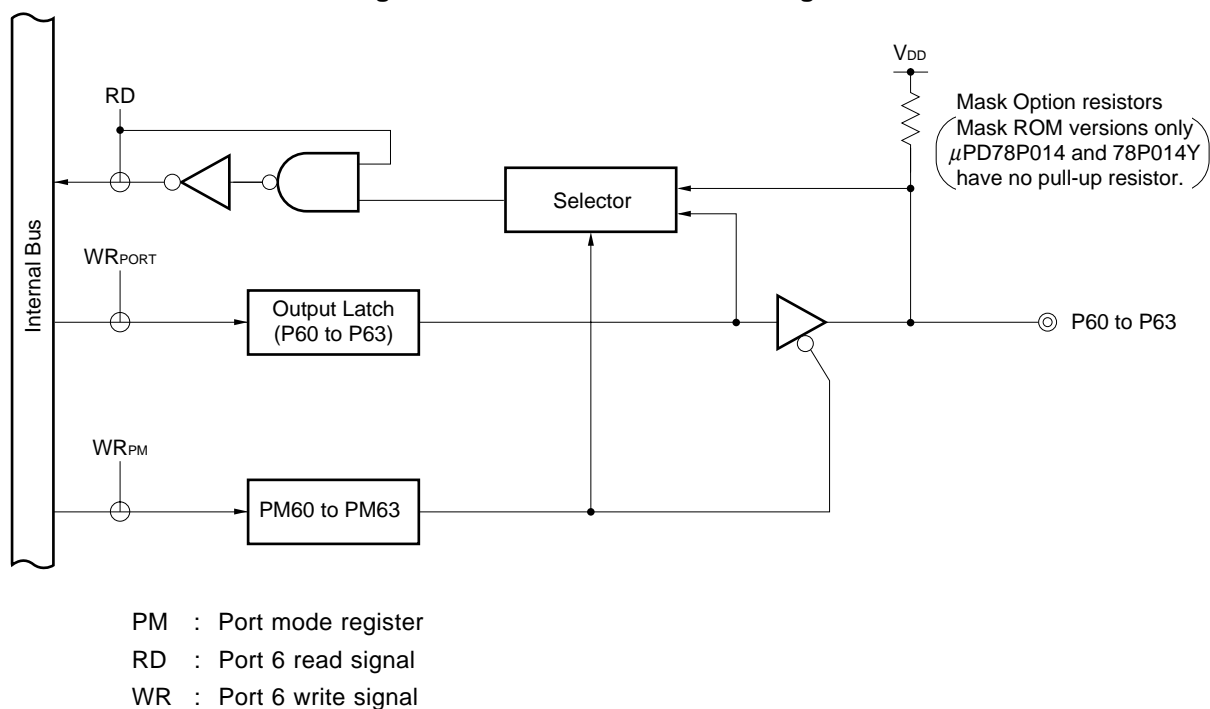 VDD
RD
Mask Option resistors
Mask ROM versions only
μPD78P014 and 78P014Y
have no pull-up resistor.
Selector
Internal Bus
WRPORT
Output Latch
(P60 to P63)
P60 to P63
WRPM
PM60 to PM63
PM : Port mode register
RD : Port 6 read signal
WR : Port 6 write signal